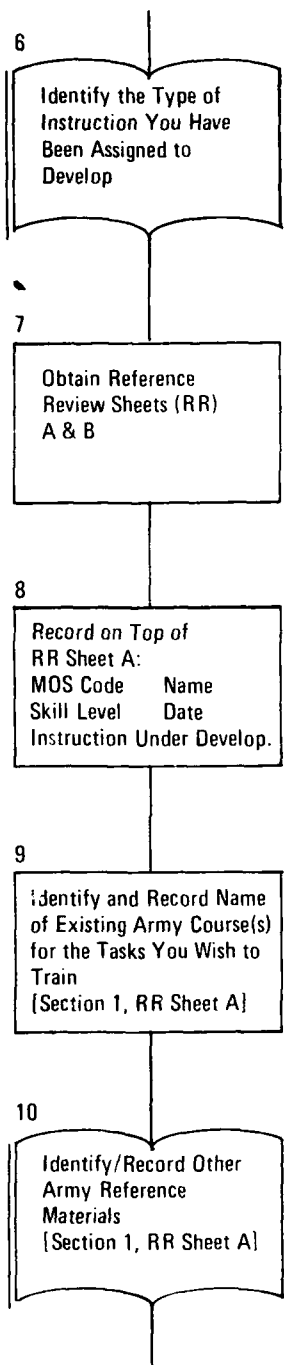 6
Identify the Type of
Instruction You Have
Been Assigned to
Develop
7
Obtain Reference
Review Sheets (RR)
A & B
8
Record on Top of
RR Sheet A:
MOS Code Name
Skill Level Date
Instruction Under Develop.
9
Identify and Record Name
of Existing Army Course(s)
for the Tasks You Wish to
Train
[Section 1, RR Sheet A]
10
Identify/Record Other
Army Reference
Materials
[Section 1, RR Sheet A]